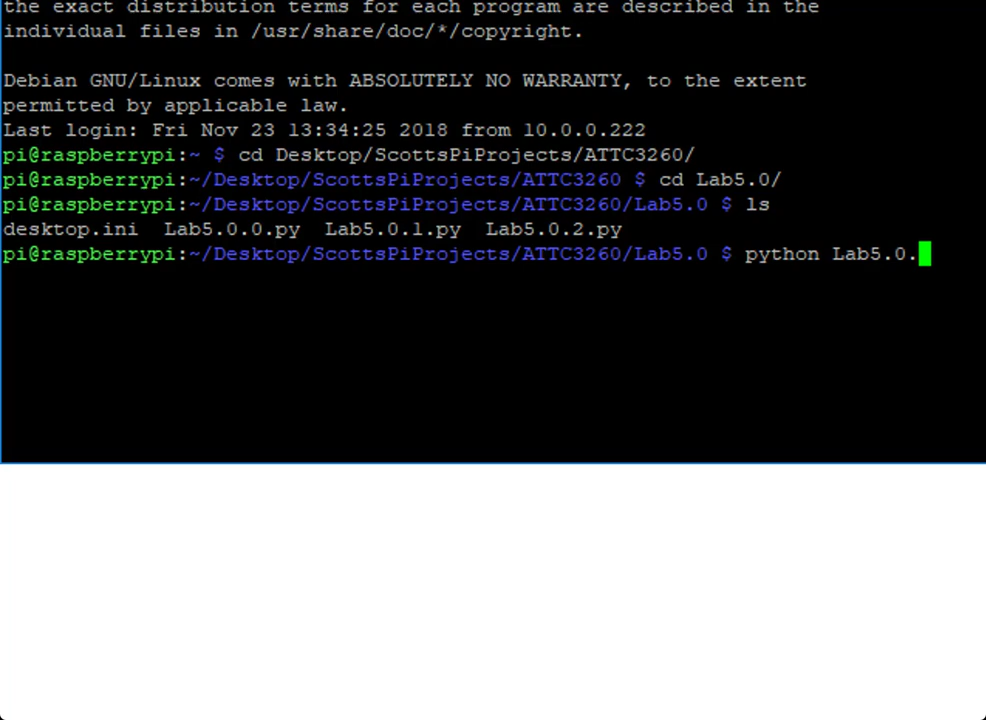 the exact distribution terms for each program are described in the
individual files in /usr/share/doc/*/copyright.
Debian GNU/Linux comes with ABSOLUTELY NO WARRANTY, to the extent
permitted by applicable law.
Last login: Fri Nov 23 13:34:25 2018 from 10.0.0.222
pi@raspberrypi:~ $ cd Desktop/ScottsPiProjects/ATTC3260/
pi@raspberrypi:~/Desktop/ScottsPiProjects/ATTC3260 $ cd Lab5.0/
pi@raspberrypi:~/Desktop/ScottsPiProjects/ATTC3260/Lab5.0 $ ls
desktop.ini  Lab5.0.0.py  Lab5.0.1.py  Lab5.0.2.py
pi@raspberrypi:~/Desktop/ScottsPiProjects/ATTC3260/Lab5.0 $ python Lab5.0.